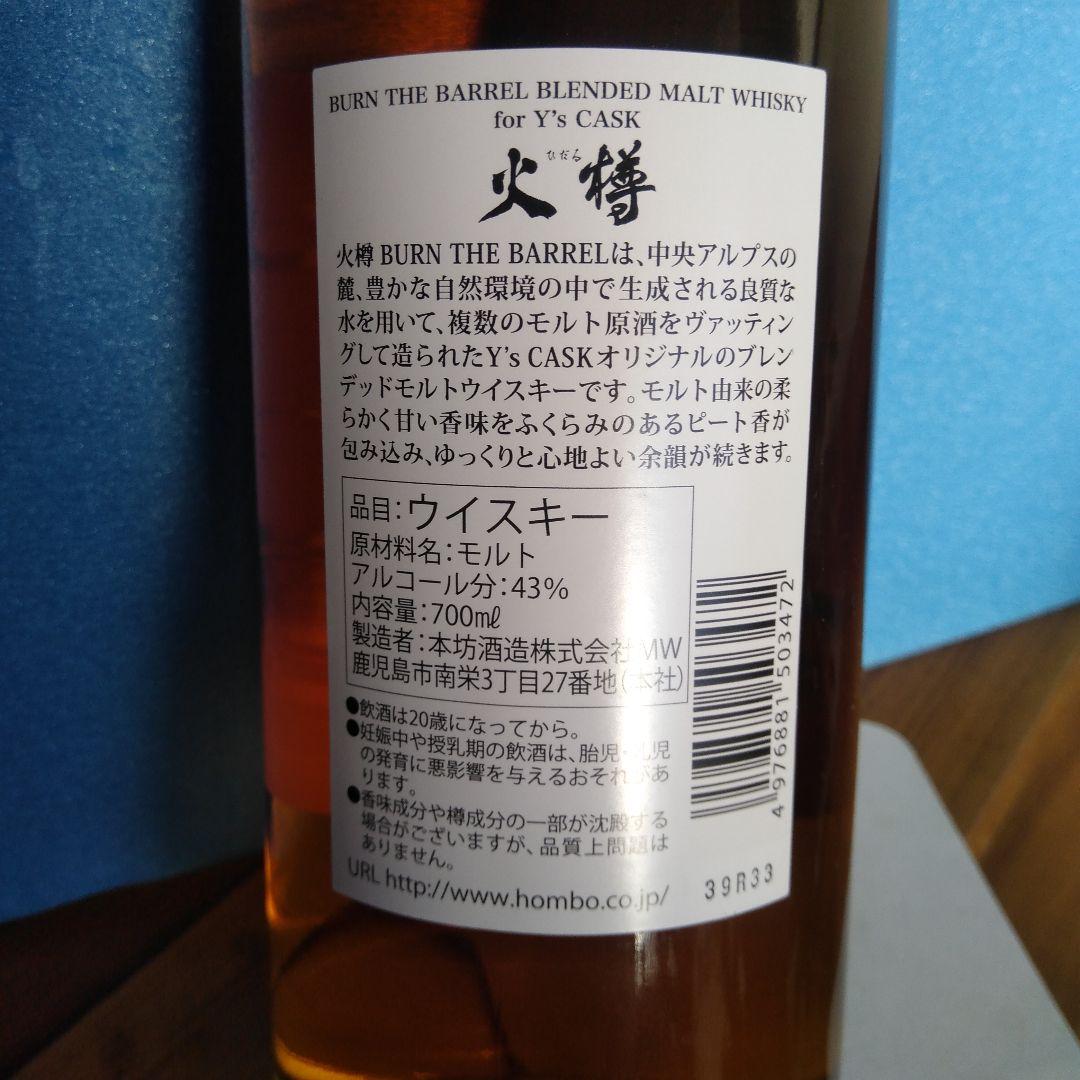 BURN THE BARREL BLENDED MALT WHISKY
for Y's CASK
ひだる
火樽
火樽 BURN THE BARRELは、中央アルプスの
麓、豊かな自然環境の中で生成される良質な
水を用いて、複数のモルト原酒をヴァッティン
グして造られたY's CASKオリジナルのブレン
デッドモルトウイスキーです。モルト由来の柔
らかく甘い香味をふくらみのあるピート香が
包み込み、ゆっくりと心地よい余韻が続きます。
品目:ウイスキー
原材料名:モルト
アルコール分:43%
内容量:700㎖
製造者:本坊酒造株式会社MW
鹿児島市南栄3丁目27番地(本社)
●飲酒は20歳になってから。
●妊娠中や授乳期の飲酒は、胎児・乳児
の発育に悪影響を与えるおそれがあ
ります。
●香味成分や樽成分の一部が沈殿する
場合がございますが、品質上問題は
ありません。
URL http://www.hombo.co.jp/
39R33
4 976881 503472